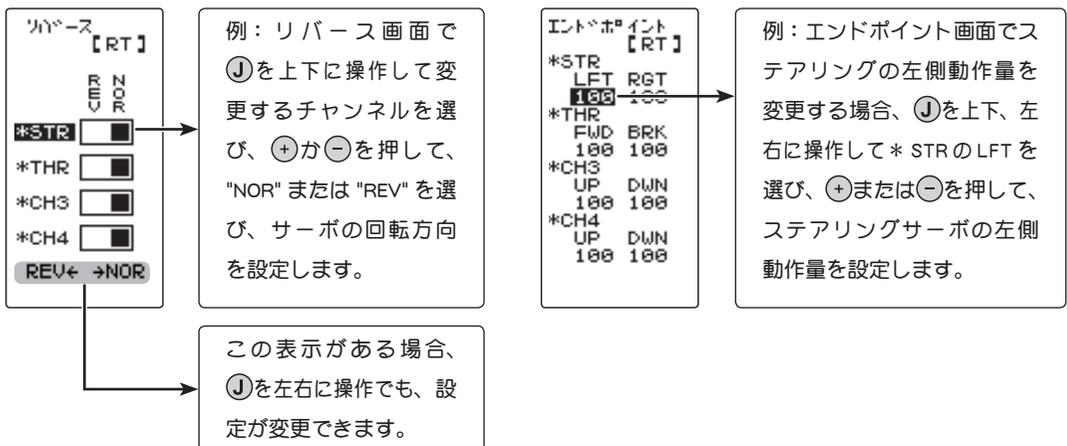 リバース
【RT】
REV NOR
*STR
*THR
*CH3
*CH4
REV← →NOR
例：リバース画面で
Jを上下に操作して変
更するチャンネルを選
び、+か-を押して、
"NOR" または "REV" を選
び、サーボの回転方向
を設定します。
この表示がある場合、
Jを左右に操作でも、設
定が変更できます。
エンドポイント
【RT】
*STR
LFT RGT
100 100
*THR
FWD BRK
100 100
*CH3
UP DWN
100 100
*CH4
UP DWN
100 100
例：エンドポイント画面でス
テアリングの左側動作量を
変更する場合、Jを上下、左
右に操作して＊ STR の LFT を
選び、+または-を押して、
ステアリングサーボの左側
動作量を設定します。